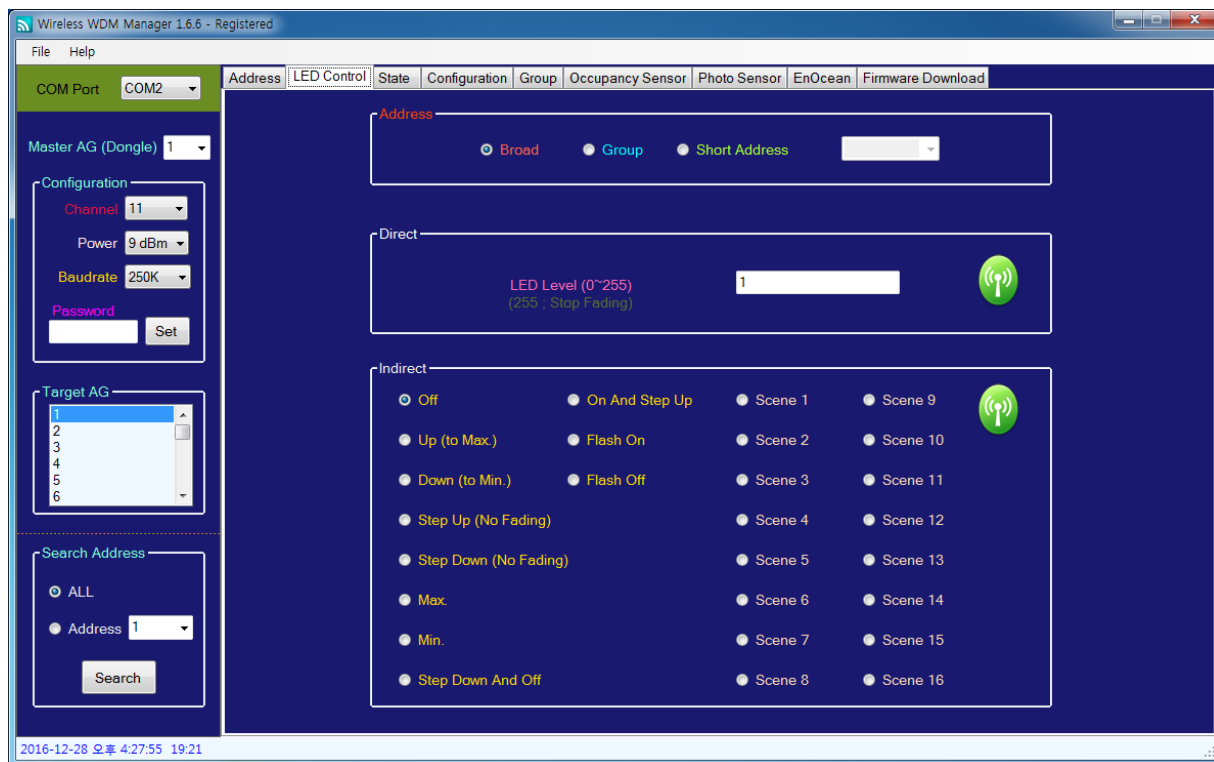 Wireless WDM Manager 1.6.6 - Registered
File Help
COM Port COM2
Address LED Control State Configuration Group Occupancy Sensor Photo Sensor EnOcean Firmware Download
Master AG (Dongle) 1
Configuration
Channel 11
Power 9 dBm
Baudrate 250K
Password
Set
Target AG
1
2
3
4
5
6
Search Address
ALL
Address 1
Search
Address
Broad Group Short Address
Direct
LED Level (0~255) 1
(255 ; Stop Fading)
Indirect
Off On And Step Up Scene 1 Scene 9
Up (to Max.) Flash On Scene 2 Scene 10
Down (to Min.) Flash Off Scene 3 Scene 11
Step Up (No Fading) Scene 4 Scene 12
Step Down (No Fading) Scene 5 Scene 13
Max. Scene 6 Scene 14
Min. Scene 7 Scene 15
Step Down And Off Scene 8 Scene 16
2016-12-28 오후 4:27:55 19:21